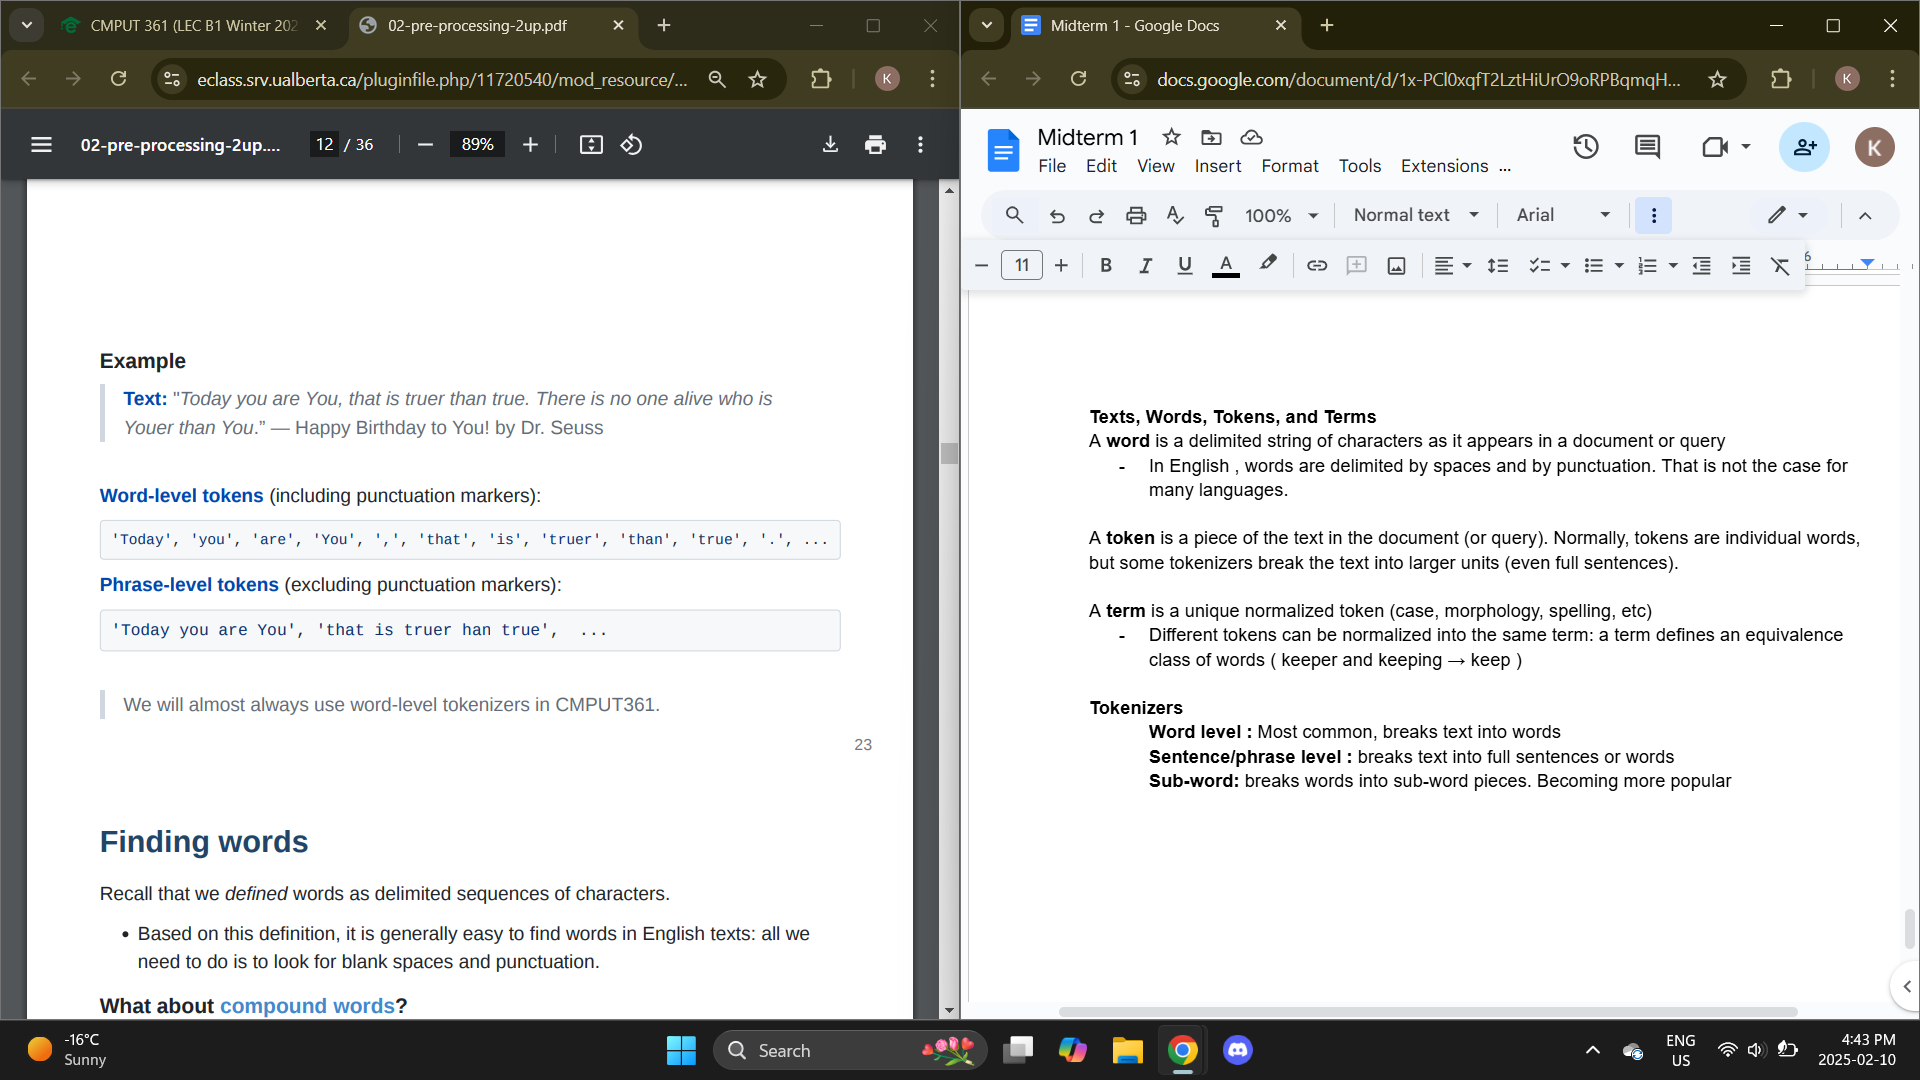 CMPUT 361 (LEC B1 Winter 202
02-pre-processing-2up.pdf
eclass.srv.ualberta.ca/pluginfile.php/11720540/mod_resource/...
K
02-pre-processing-2up....
12 / 36
89%
Example
Text: "Today you are You, that is truer than true. There is no one alive who is
Youer than You.” — Happy Birthday to You! by Dr. Seuss
Word-level tokens (including punctuation markers):
'Today', 'you', 'are', 'You', ',', 'that', 'is', 'truer', 'than', 'true', '.', ...
Phrase-level tokens (excluding punctuation markers):
'Today you are You', 'that is truer han true', ...
We will almost always use word-level tokenizers in CMPUT361.
23
Finding words
Recall that we defined words as delimited sequences of characters.
• Based on this definition, it is generally easy to find words in English texts: all we
need to do is to look for blank spaces and punctuation.
What about compound words?
Midterm 1 - Google Docs
docs.google.com/document/d/1x-PCl0xqfT2LztHiUrO9oRPBqmqH...
K
Midterm 1
File Edit View Insert Format Tools Extensions ...
K
100% Normal text Arial
11
6
Texts, Words, Tokens, and Terms
A word is a delimited string of characters as it appears in a document or query
- In English , words are delimited by spaces and by punctuation. That is not the case for
many languages.
A token is a piece of the text in the document (or query). Normally, tokens are individual words,
but some tokenizers break the text into larger units (even full sentences).
A term is a unique normalized token (case, morphology, spelling, etc)
- Different tokens can be normalized into the same term: a term defines an equivalence
class of words ( keeper and keeping → keep )
Tokenizers
Word level : Most common, breaks text into words
Sentence/phrase level : breaks text into full sentences or words
Sub-word: breaks words into sub-word pieces. Becoming more popular
-16°C
Sunny
Search
ENG
US
4:43 PM
2025-02-10